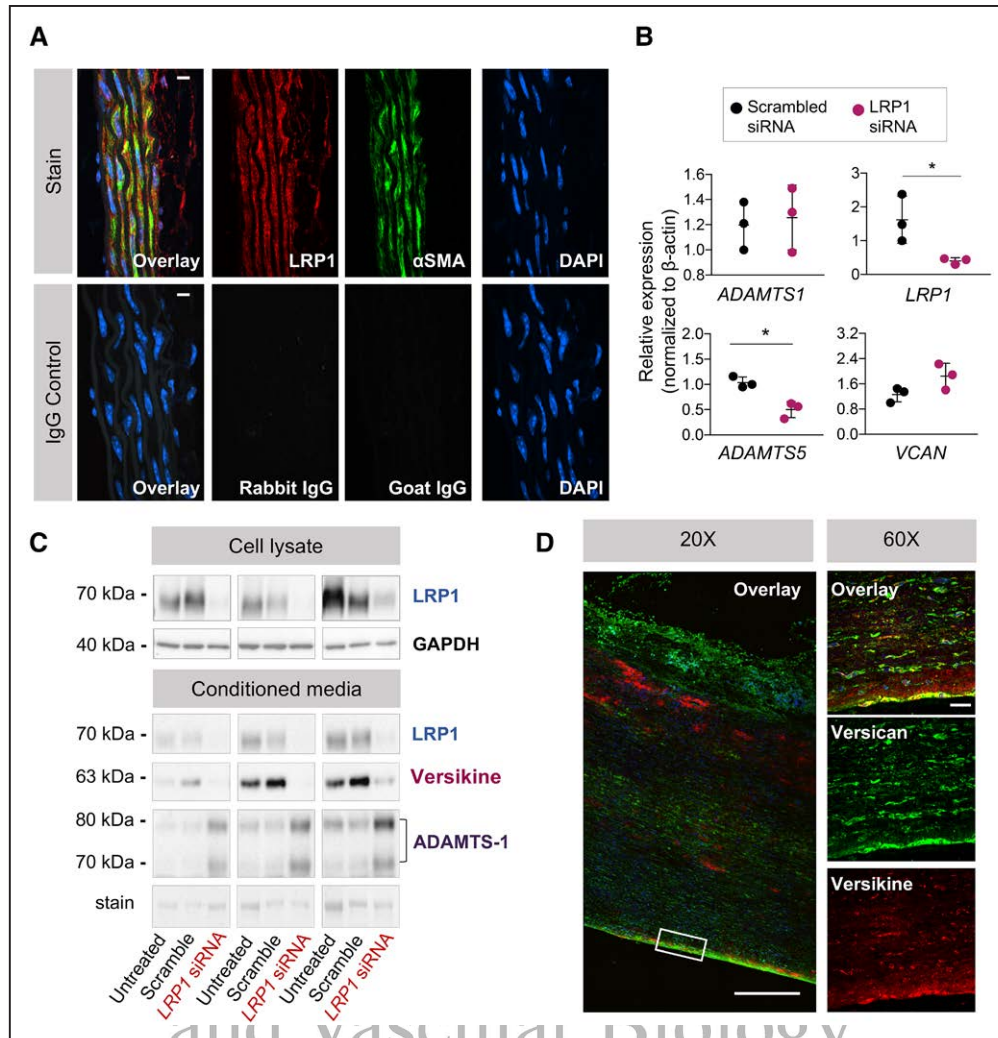 A
Stain
Overlay
LRP1
αSMA
DAPI
IgG Control
Overlay
Rabbit IgG
Goat IgG
DAPI
B
Scrambled siRNA
LRP1 siRNA
Relative expression
(normalized to β-actin)
1.6
1.4
1.2
1.0
0.8
ADAMTS1
*
3
2
1
0
LRP1
*
2.0
1.5
1.0
0.5
0.0
ADAMTS5
3.2
2.4
1.6
0.8
0
VCAN
C
Cell lysate
70 kDa -
LRP1
40 kDa -
GAPDH
Conditioned media
70 kDa -
LRP1
63 kDa -
Versikine
80 kDa -
70 kDa -
ADAMTS-1
stain
Untreated
Scramble
LRP1 siRNA
Untreated
Scramble
LRP1 siRNA
Untreated
Scramble
LRP1 siRNA
D
20X
60X
Overlay
Overlay
Versican
Versikine
and Vascular Biology